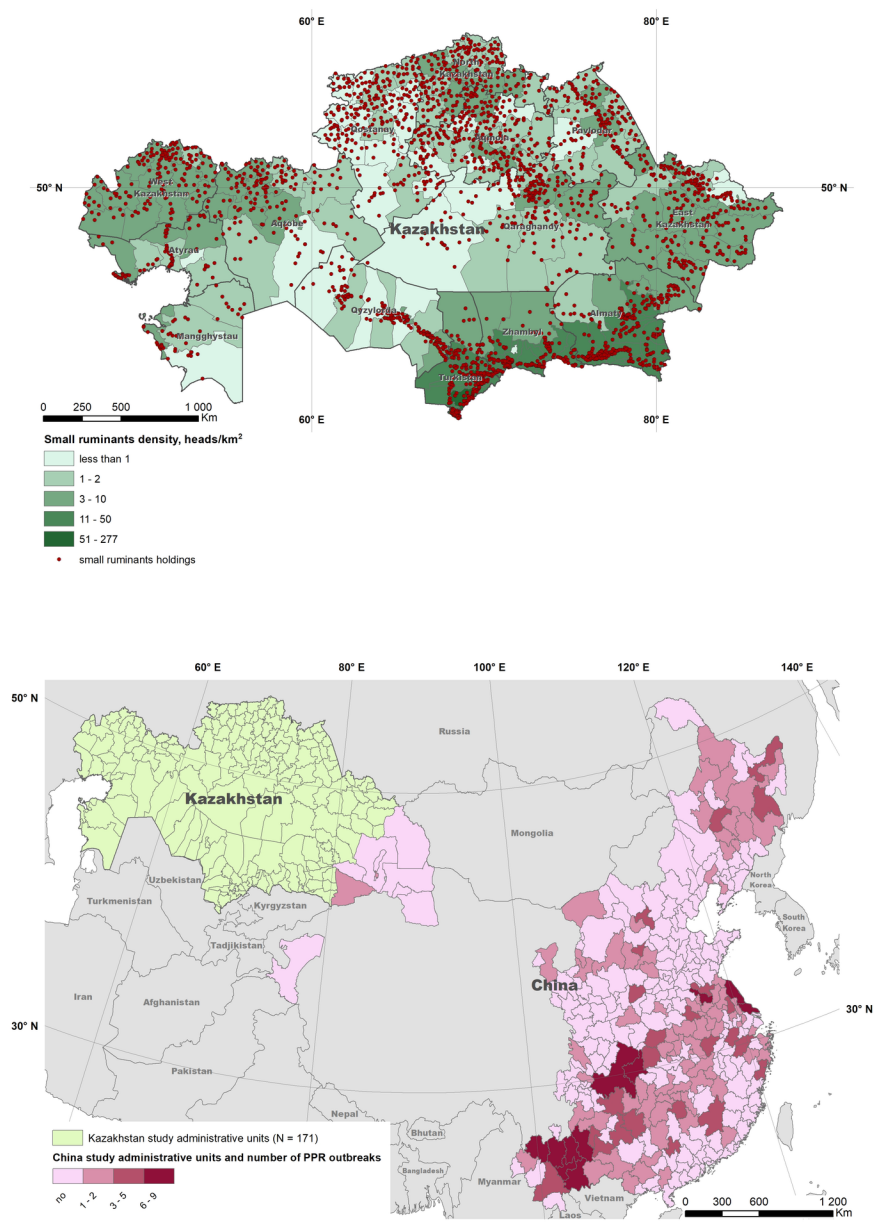 60° E
80° E
North
Kazakhstan
Qostanay
Aqmola
Pavlodar
50° N
50° N
West
Kazakhstan
East
Kazakhstan
Aqtobe
Kazakhstan
Qaraghandy
Atyrau
Qyzylorda
Almaty
Mangghystau
Zhambyl
Turkistan
0 250 500 1 000
Km
60° E
80° E
Small ruminants density, heads/km²
less than 1
1 - 2
3 - 10
11 - 50
51 - 277
small ruminants holdings
60° E
80° E
100° E
120° E
140° E
50° N
Russia
Kazakhstan
Mongolia
Uzbekistan
North
Korea
Turkmenistan
Kyrgyzstan
South
Korea
Tadjikistan
Iran
Afghanistan
China
30° N
30° N
Pakistan
Nepal
Bhutan
Bangladesh
Myanmar
Vietnam
Laos
Kazakhstan study administrative units (N = 171)
China study administrative units and number of PPR outbreaks
no
1 - 2
3 - 5
6 - 9
0 300 600 1 200
Km